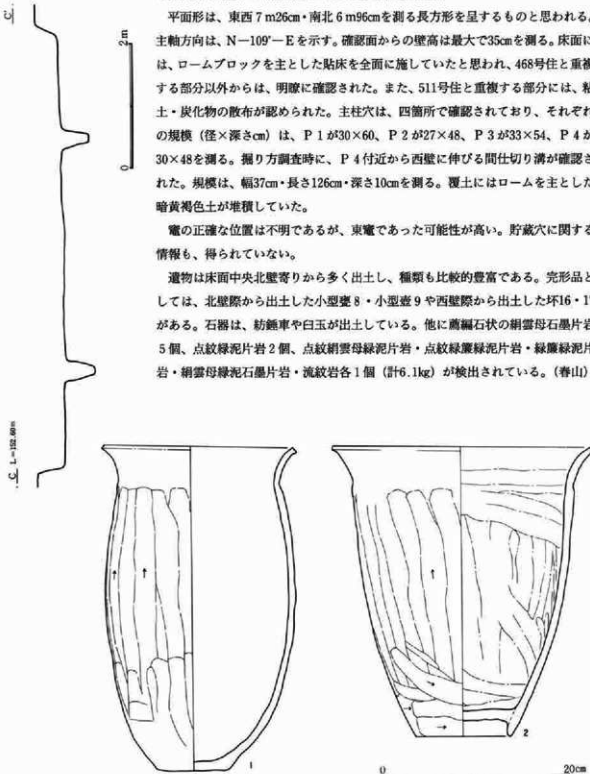 平面形は、東西７m26cm・南北６m96cmを測る長方形を呈するものと思われる。
主軸方向は、N―109°―Eを示す。確認面からの壁高は最大で35cmを測る。床面に
は、ロームブロックを主とした貼床を全面に施していたと思われ、468号住と重複
する部分以外からは、明瞭に確認された。また、511号住と重複する部分には、粘
土・炭化物の散布が認められた。主柱穴は、四箇所で確認されており、それぞれ
の規模（径×深さcm）は、Ｐ１が30×60、Ｐ２が27×48、Ｐ３が33×54、Ｐ４が
30×48を測る。掘り方調査時に、Ｐ４付近から西壁に伸びる間仕切り溝が確認さ
れた。規模は、幅37cm・長さ126cm・深さ10cmを測る。覆土にはロームを主とした
暗黄褐色土が堆積していた。
竈の正確な位置は不明であるが、東竈であった可能性が高い。貯蔵穴に関する
情報も、得られていない。
遺物は床面中央北壁寄りから多く出土し、種類も比較的豊富である。完形品と
しては、北壁際から出土した小型甕８・小型壺９や西壁際から出土した坏16・1
がある。石器は、紡錘車や臼玉が出土している。他に薦編石状の絹雲母石墨片岩
５個、点紋緑泥片岩２個、点紋絹雲母緑泥片岩・点紋緑簾緑泥片岩・緑簾緑泥片
岩・絹雲母緑泥石墨片岩・流紋岩各１個（計6.1kg）が検出されている。（春山）
C'
2m
0
C L=152.60m
1
2
0 20cm